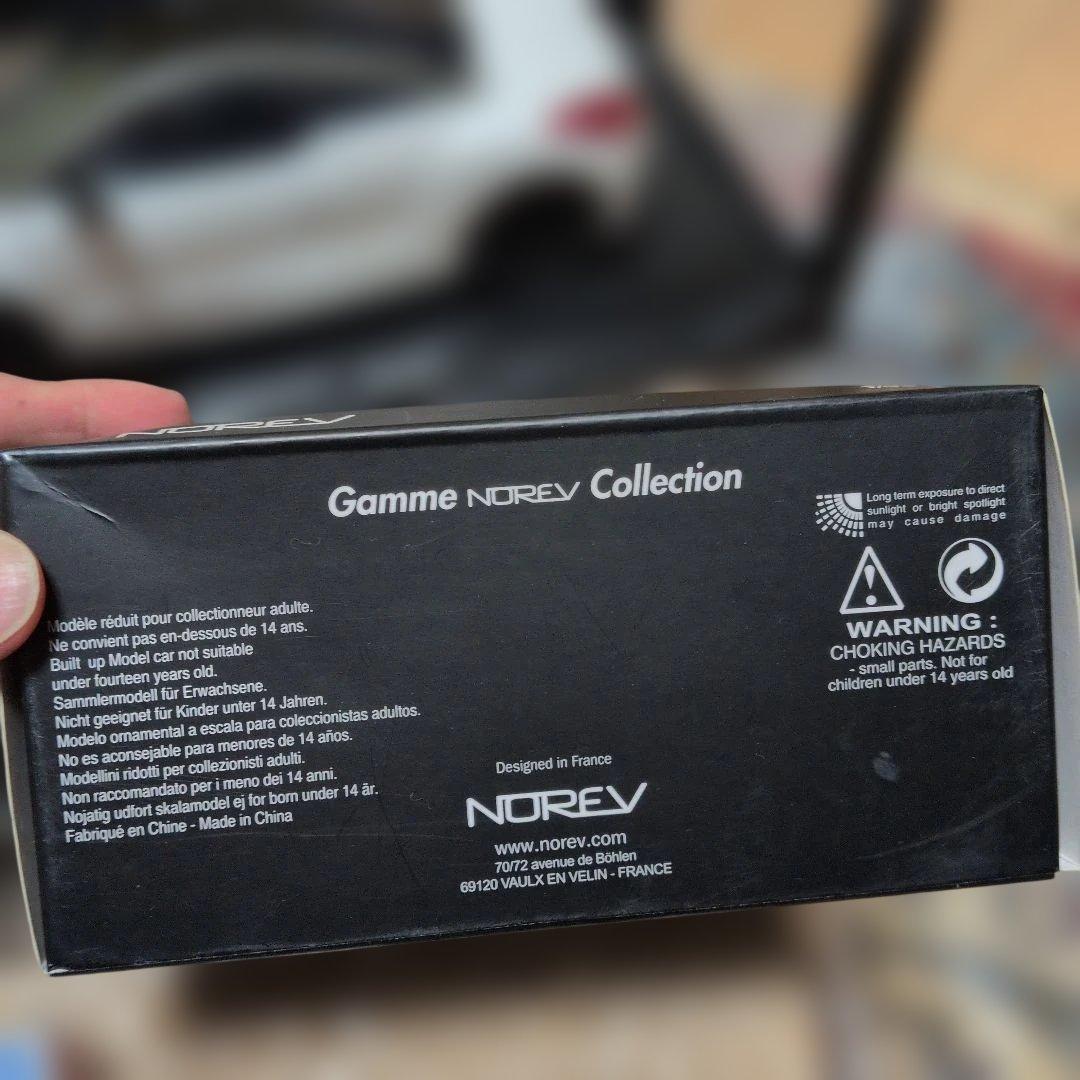 NOREV
Gamme NOREV Collection
Long term exposure to direct
sunlight or bright spotlight
may cause damage
WARNING :
CHOKING HAZARDS
- small parts. Not for
children under 14 years old
Modèle réduit pour collectionneur adulte.
Ne convient pas en-dessous de 14 ans.
Built up Model car not suitable
under fourteen years old.
Sammlermodell für Erwachsene.
Nicht geeignet für Kinder unter 14 Jahren.
Modelo ornamental a escala para coleccionistas adultos.
No es aconsejable para menores de 14 años.
Modellini ridotti per collezionisti adulti.
Non raccomandato per i meno dei 14 anni.
Nojatig udfort skalamodel ej for born under 14 år.
Fabriqué en Chine - Made in China
Designed in France
NOREV
www.norev.com
70/72 avenue de Böhlen
69120 VAULX EN VELIN - FRANCE